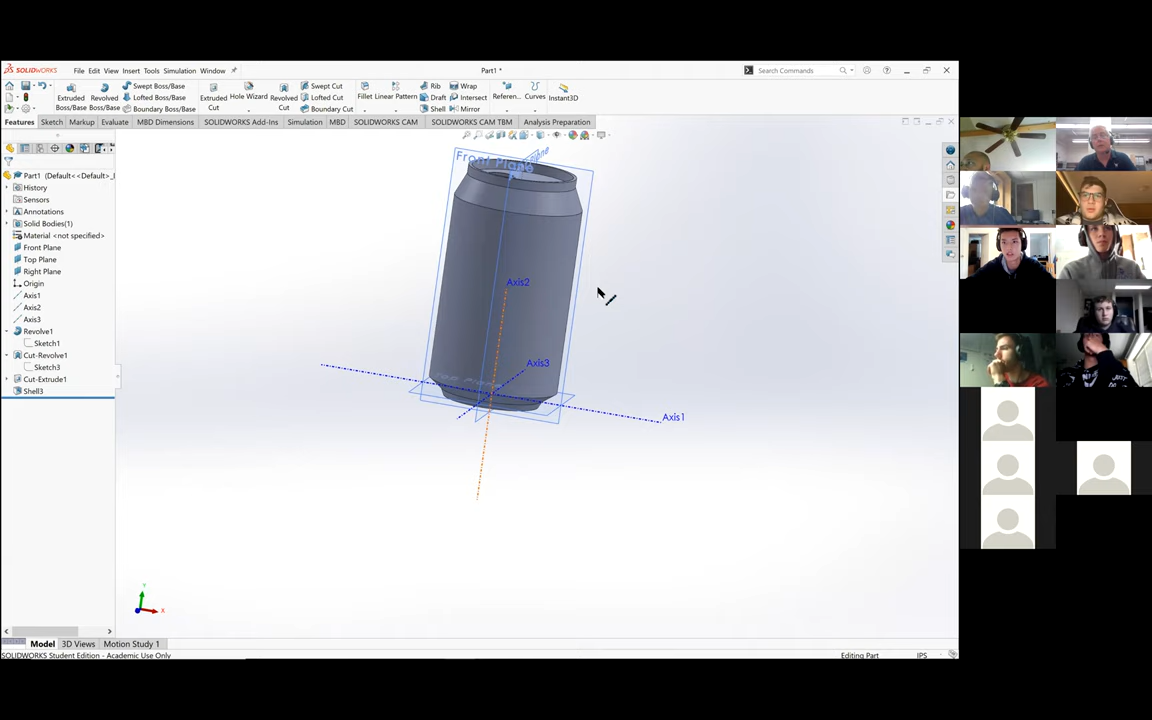 SOLIDWORKS File Edit View Insert Tools Simulation Window Part1 * Search Commands
Extruded Boss/Base Revolved Boss/Base Swept Boss/Base Extruded Cut Hole Wizard Revolved Cut Swept Cut Fillet Linear Pattern Rib Wrap Referen... Curves Instant3D
Lofted Boss/Base Lofted Cut Draft Intersect
Boundary Boss/Base Boundary Cut Shell Mirror
Features Sketch Markup Evaluate MBD Dimensions SOLIDWORKS Add-Ins Simulation MBD SOLIDWORKS CAM SOLIDWORKS CAM TBM Analysis Preparation
Part1 (Default<<Default>_
History
Sensors
Annotations
Solid Bodies(1)
Material <not specified>
Front Plane
Top Plane
Right Plane
Origin
Axis1
Axis2
Axis3
Revolve1
Sketch1
Cut-Revolve1
Sketch3
Cut-Extrude1
Shell3
Front Plane
Axis2
Axis3
Top Plane
Axis1
Y
X
Model 3D Views Motion Study 1
SOLIDWORKS Student Edition - Academic Use Only Editing Part IPS